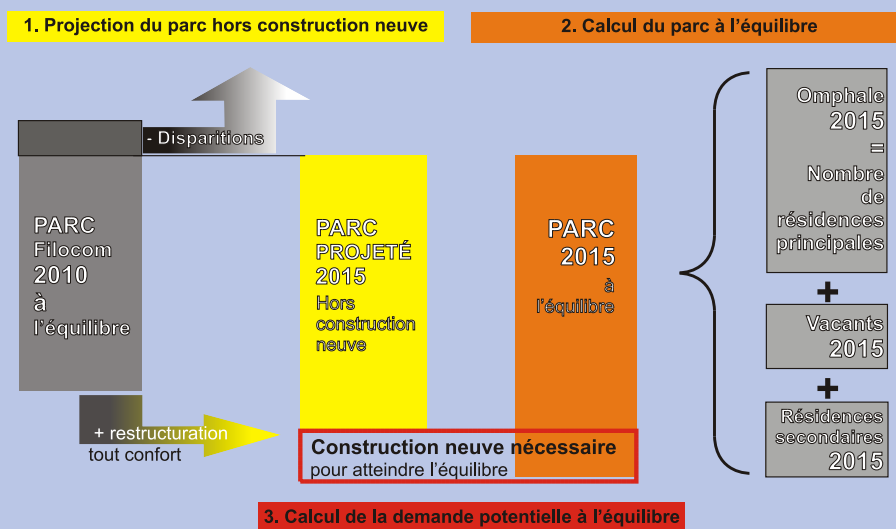 1. Projection du parc hors construction neuve
2. Calcul du parc à l'équilibre
- Disparitions
PARC
Filocom
2010
à
l'équilibre
+ restructuration
tout confort
PARC
PROJETÉ
2015
Hors
construction
neuve
PARC
2015
à
l'équilibre
Construction neuve nécessaire
pour atteindre l'équilibre
Omphale
2015
=
Nombre
de
résidences
principales
+
Vacants
2015
+
Résidences
secondaires
2015
3. Calcul de la demande potentielle à l'équilibre